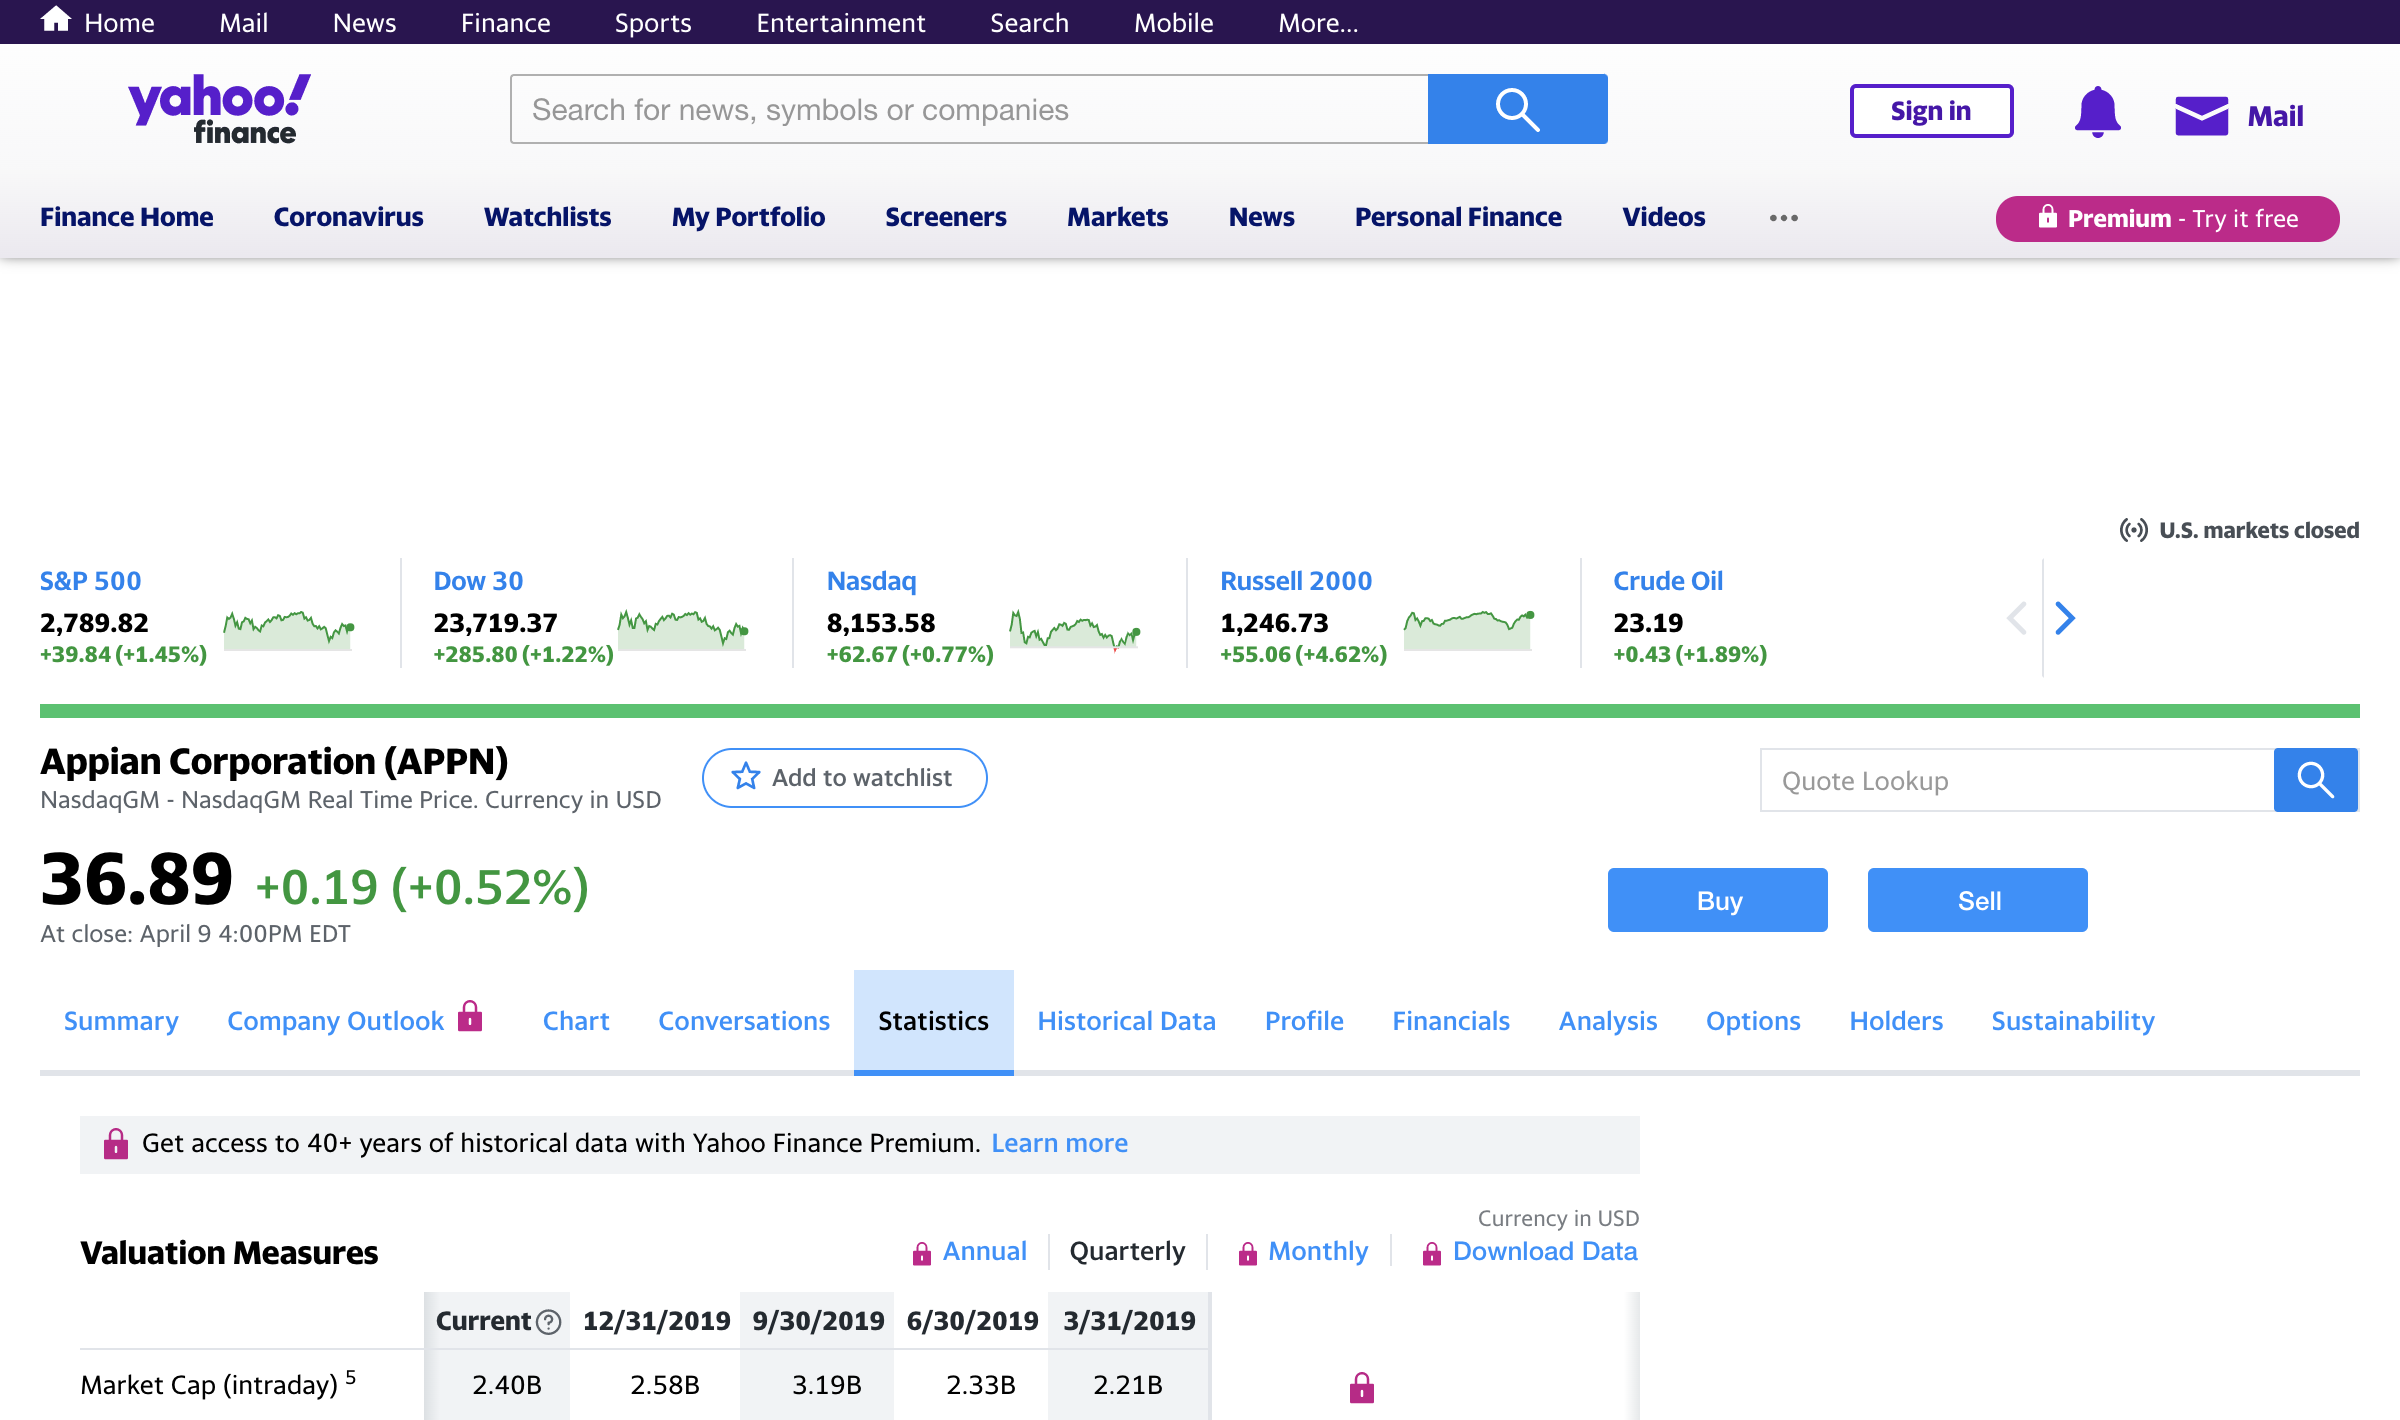 Home Mail News Finance Sports Entertainment Search Mobile More...
yahoo!
finance
Search for news, symbols or companies
Sign in
Mail
Finance Home Coronavirus Watchlists My Portfolio Screeners Markets News Personal Finance Videos ••• Premium - Try it free
U.S. markets closed
S&P 500
2,789.82
+39.84 (+1.45%)
Dow 30
23,719.37
+285.80 (+1.22%)
Nasdaq
8,153.58
+62.67 (+0.77%)
Russell 2000
1,246.73
+55.06 (+4.62%)
Crude Oil
23.19
+0.43 (+1.89%)
Appian Corporation (APPN)
NasdaqGM - NasdaqGM Real Time Price. Currency in USD
Add to watchlist
Quote Lookup
36.89 +0.19 (+0.52%)
At close: April 9 4:00PM EDT
Buy Sell
Summary Company Outlook Chart Conversations Statistics Historical Data Profile Financials Analysis Options Holders Sustainability
Get access to 40+ years of historical data with Yahoo Finance Premium. Learn more
Currency in USD
Valuation Measures Annual Quarterly Monthly Download Data
Current ? 12/31/2019 9/30/2019 6/30/2019 3/31/2019
Market Cap (intraday) 5 2.40B 2.58B 3.19B 2.33B 2.21B